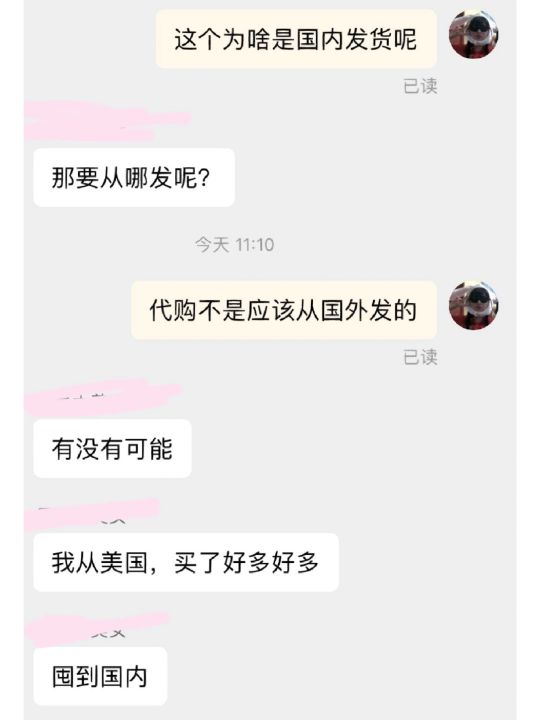 这个为啥是国内发货呢
已读
那要从哪发呢?
今天 11:10
代购不是应该从国外发的
已读
有没有可能
我从美国，买了好多好多
囤到国内